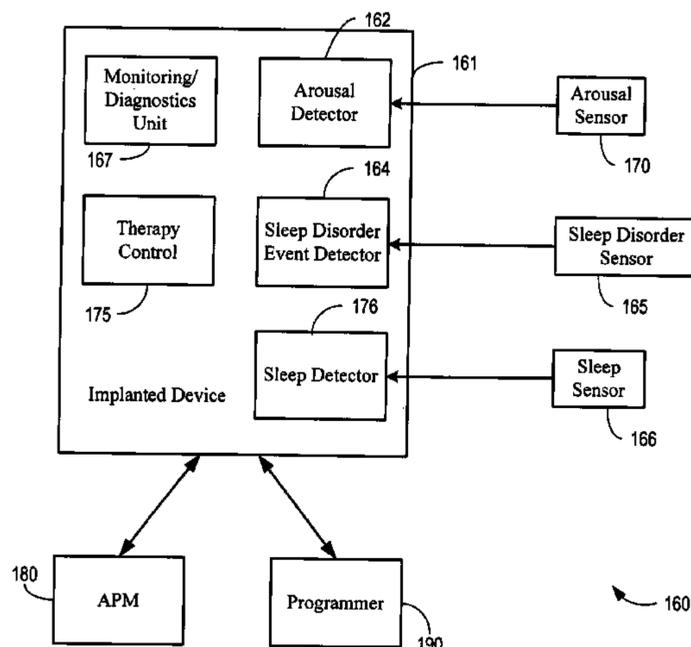 162
161
Monitoring/
Diagnostics
Unit
167
Arousal
Detector
Arousal
Sensor
170
164
Therapy
Control
175
Sleep Disorder
Event Detector
Sleep Disorder
Sensor
165
176
Sleep Detector
Implanted Device
Sleep
Sensor
166
180
APM
Programmer
190
160